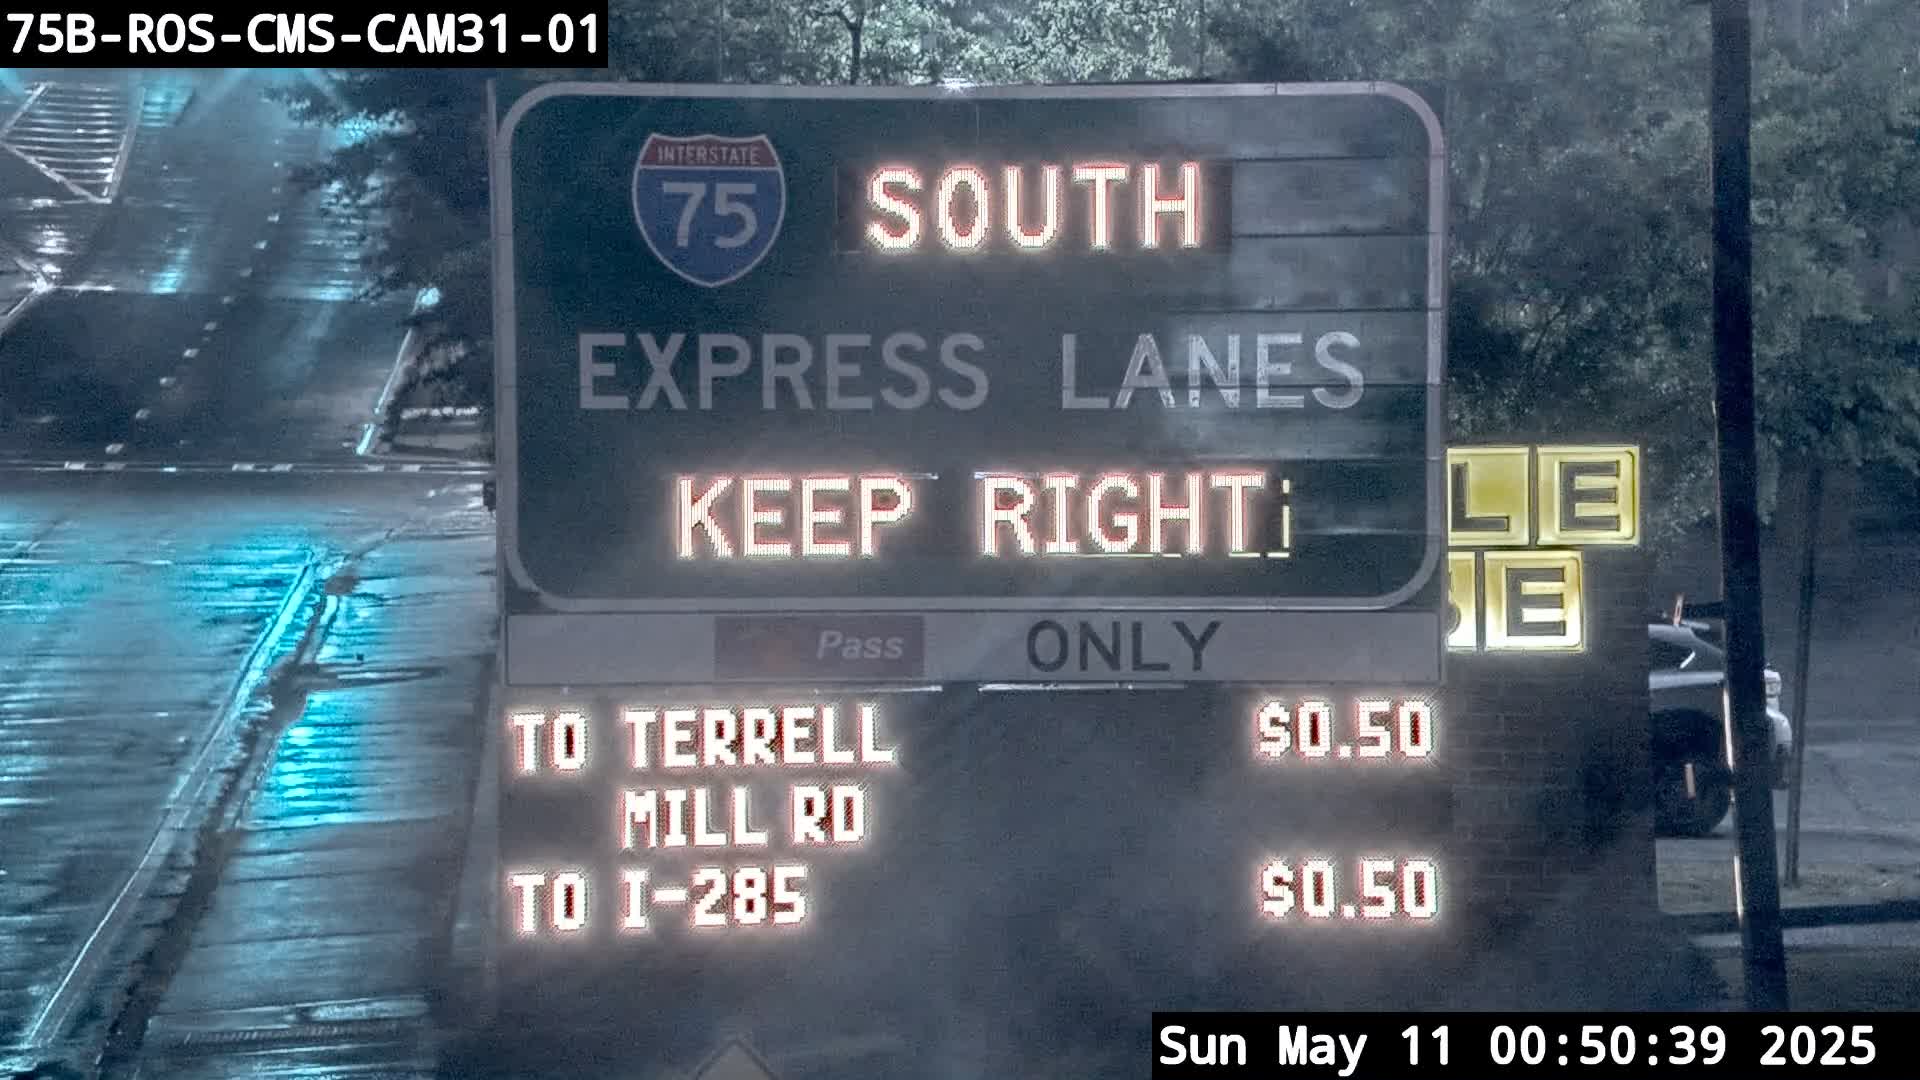 75B-ROS-CMS-CAM31-01
INTERSTATE
75
SOUTH
EXPRESS LANES
KEEP RIGHT
LE
E
Pass ONLY
TO TERRELL $0.50
MILL RD
TO I-285 $0.50
Sun May 11 00:50:39 2025